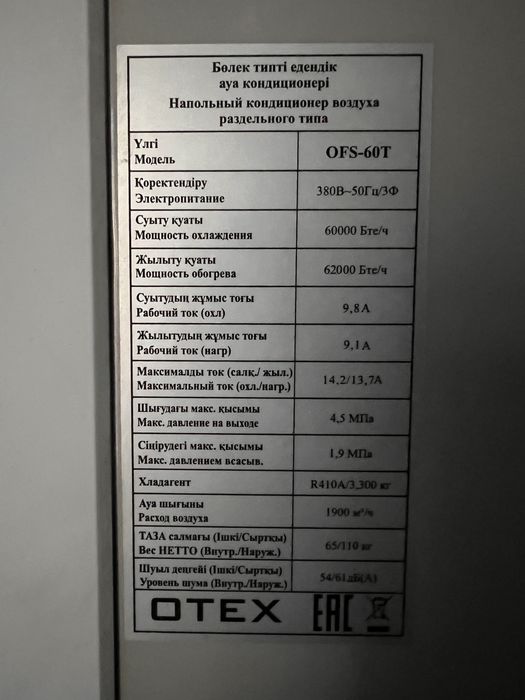 Бөлек типті едендік
ауа кондиционері
Напольный кондиционер воздуха
раздельного типа
Үлгі
Модель
OFS-60T
Қоректендіру
Электропитание
380В~50Гц/3Ф
Суыту қуаты
Мощность охлаждения
60000 Бте/ч
Жылыту қуаты
Мощность обогрева
62000 Бте/ч
Суытудың жұмыс тоғы
Рабочий ток (охл)
9,8 А
Жылытудың жұмыс тоғы
Рабочий ток (нагр)
9,1 А
Максималды ток (салқ./ жыл.)
Максимальный ток (охл./нагр.)
14,2/13,7А
Шығудағы макс. қысымы
Макс. давление на выходе
4,5 МПа
Сіңірудегі макс. қысымы
Макс. давлением всасыв.
1,9 МПа
Хладагент
R410A/3,300 кг
Ауа шығыны
Расход воздуха
1900 м³/ч
ТАЗА салмағы (Ішкі/Сыртқы)
Вес НЕТТО (Внутр./Наруж.)
65/110 кг
Шуыл деңгейі (Ішкі/Сыртқы)
Уровень шума (Внутр./Наруж.)
54/61дБ(А)
OTEX EAC